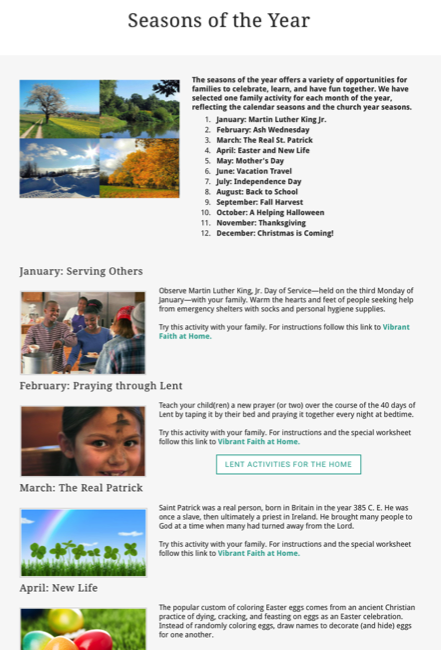 Seasons of the Year
The seasons of the year offers a variety of opportunities for
families to celebrate, learn, and have fun together. We have
selected one family activity for each month of the year,
reflecting the calendar seasons and the church year seasons.
1. January: Martin Luther King Jr.
2. February: Ash Wednesday
3. March: The Real St. Patrick
4. April: Easter and New Life
5. May: Mother's Day
6. June: Vacation Travel
7. July: Independence Day
8. August: Back to School
9. September: Fall Harvest
10. October: A Helping Halloween
11. November: Thanksgiving
12. December: Christmas is Coming!
January: Serving Others
Observe Martin Luther King, Jr. Day of Service—held on the third Monday of
January—with your family. Warm the hearts and feet of people seeking help
from emergency shelters with socks and personal hygiene supplies.
Try this activity with your family. For instructions follow this link to Vibrant
Faith at Home.
February: Praying through Lent
Teach your child(ren) a new prayer (or two) over the course of the 40 days of
Lent by taping it by their bed and praying it together every night at bedtime.
Try this activity with your family. For instructions and the special worksheet
follow this link to Vibrant Faith at Home.
LENT ACTIVITIES FOR THE HOME
March: The Real Patrick
Saint Patrick was a real person, born in Britain in the year 385 C. E. He was
once a slave, then ultimately a priest in Ireland. He brought many people to
God at a time when many had turned away from the Lord.
Try this activity with your family. For instructions and the special worksheet
follow this link to Vibrant Faith at Home.
April: New Life
The popular custom of coloring Easter eggs comes from an ancient Christian
practice of dying, cracking, and feasting on eggs as an Easter celebration.
Instead of randomly coloring eggs, draw names to decorate (and hide) eggs
for one another.